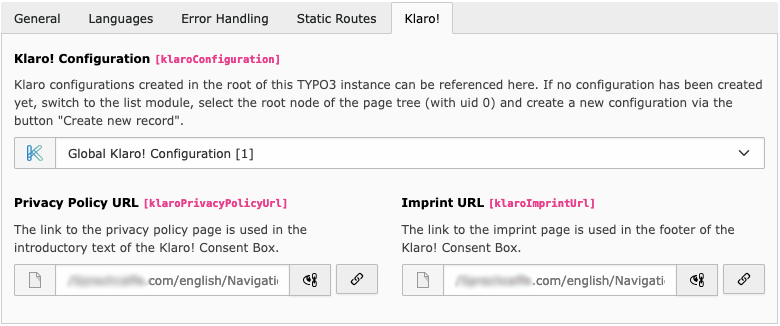 General Languages Error Handling Static Routes Klaro!
Klaro! Configuration [klaroConfiguration]
Klaro configurations created in the root of this TYPO3 instance can be referenced here. If no configuration has been created
yet, switch to the list module, select the root node of the page tree (with uid 0) and create a new configuration via the
button "Create new record".
Global Klaro! Configuration [1]
Privacy Policy URL [klaroPrivacyPolicyUrl]
The link to the privacy policy page is used in the
introductory text of the Klaro! Consent Box.
.com/english/Navigati
Imprint URL [klaroImprintUrl]
The link to the imprint page is used in the footer of the
Klaro! Consent Box.
.com/english/Navigati